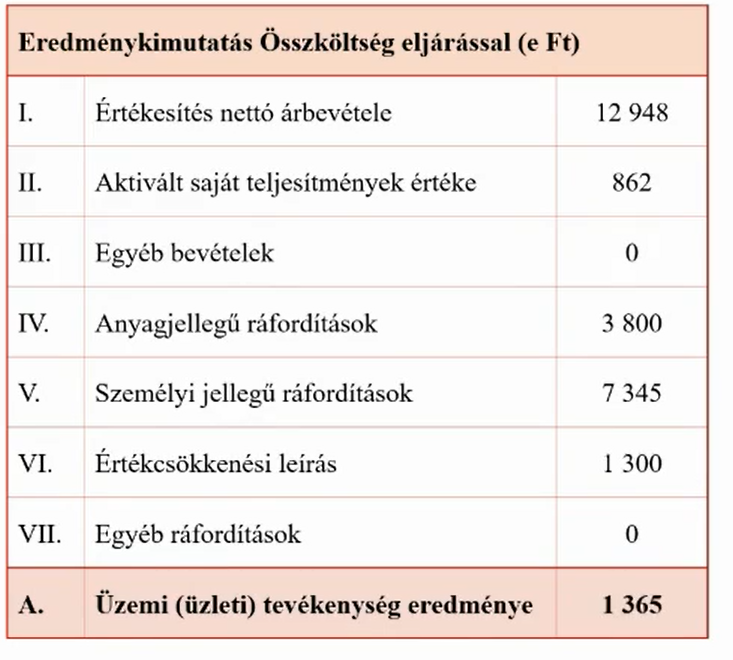 Eredménykimutatás Összköltség eljárással (e Ft)
I. Értékesítés nettó árbevétele 12 948
II. Aktivált saját teljesítmények értéke 862
III. Egyéb bevételek 0
IV. Anyagjellegű ráfordítások 3 800
V. Személyi jellegű ráfordítások 7 345
VI. Értékcsökkenési leírás 1 300
VII. Egyéb ráfordítások 0
A. Üzemi (üzleti) tevékenység eredménye 1 365